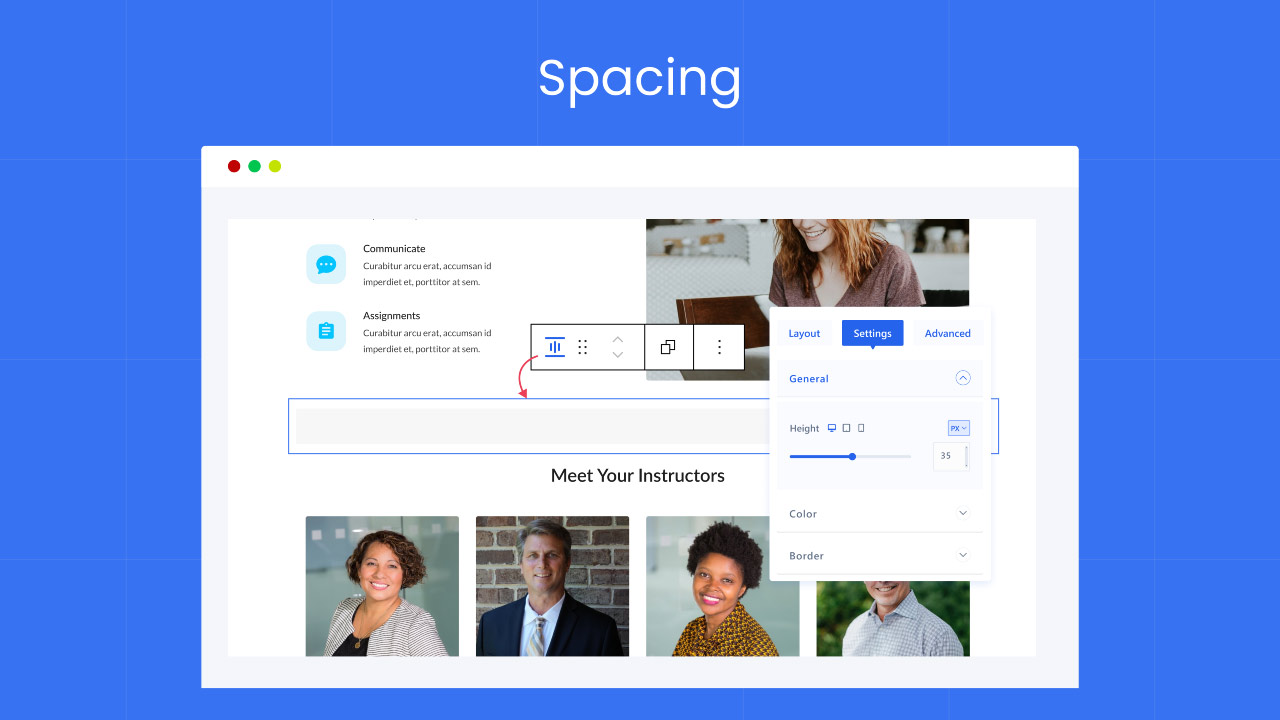 Spacing
Communicate
Curabitur arcu erat, accumsan id
imperdiet et, porttitor at sem.
Assignments
Curabitur arcu erat, accumsan id
imperdiet et, porttitor at sem.
Layout
Settings
Advanced
General
Height
PX
35
Color
Border
Meet Your Instructors